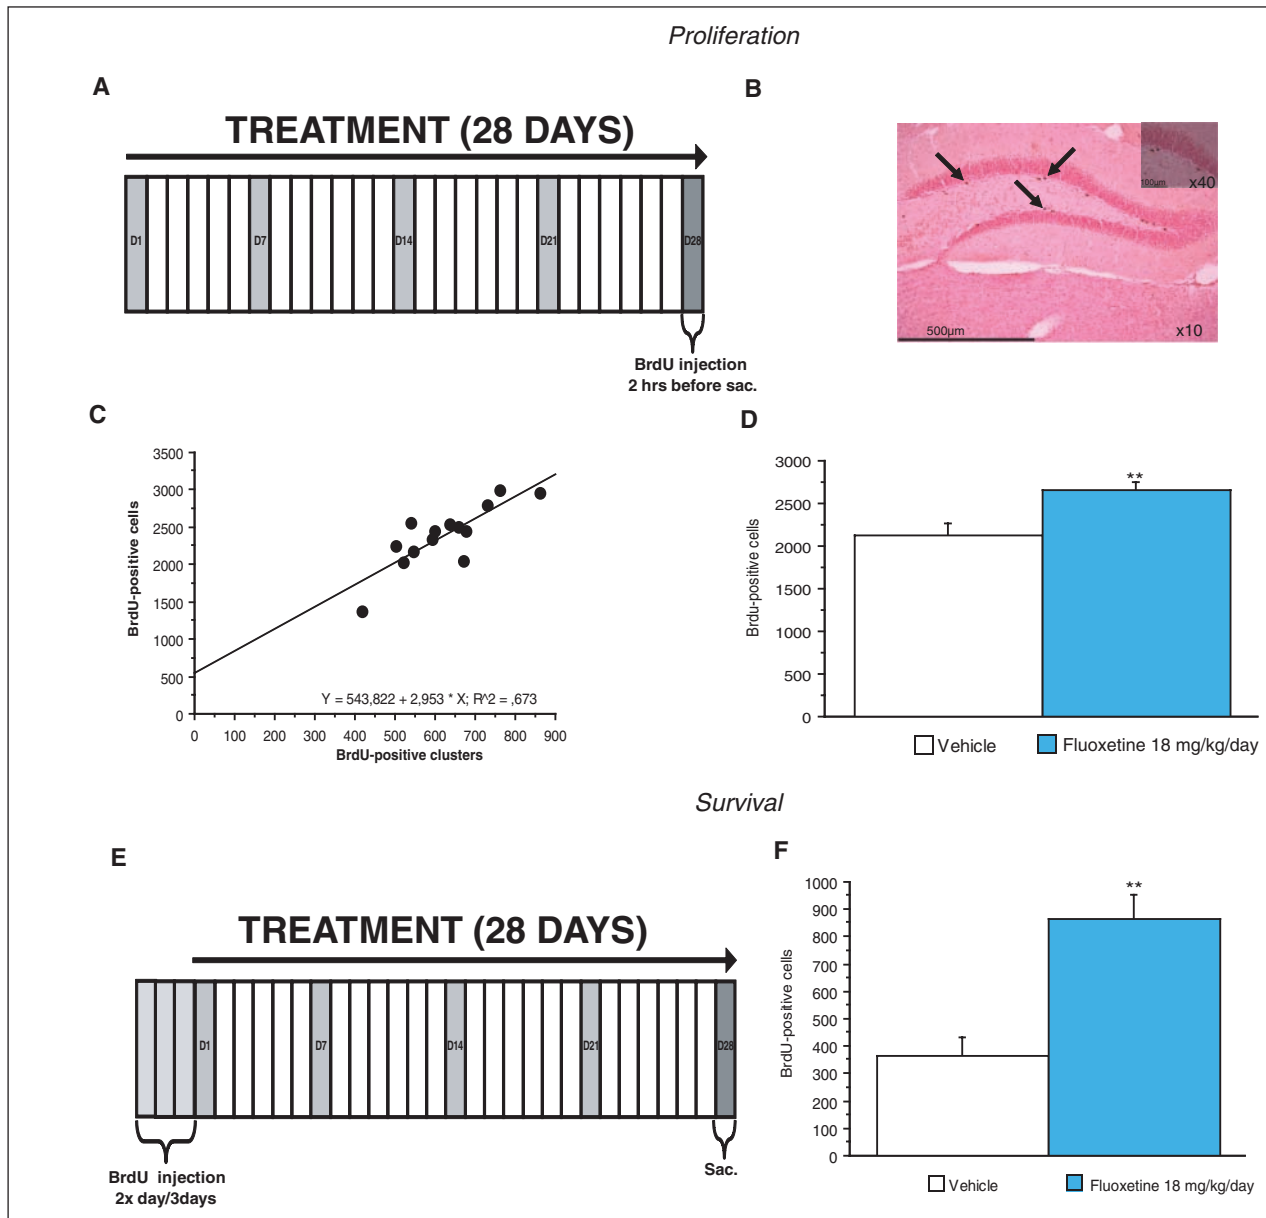 Proliferation
A
TREATMENT (28 DAYS)
D1 D7 D14 D21 D28
BrdU injection
2 hrs before sac.
B
100µm
x40
500µm
x10
C
BrdU-positive cells
3500
3000
2500
2000
1500
1000
500
0
Y = 543,822 + 2,953 * X; R^2 = ,673
0 100 200 300 400 500 600 700 800 900
BrdU-positive clusters
D
Brdu-positive cells
3000
2500
2000
1500
1000
500
0
**
Vehicle Fluoxetine 18 mg/kg/day
Survival
E
TREATMENT (28 DAYS)
D1 D7 D14 D21 D28
BrdU injection
2x day/3days
Sac.
F
BrdU-positive cells
1000
900
800
700
600
500
400
300
200
100
0
**
Vehicle Fluoxetine 18 mg/kg/day